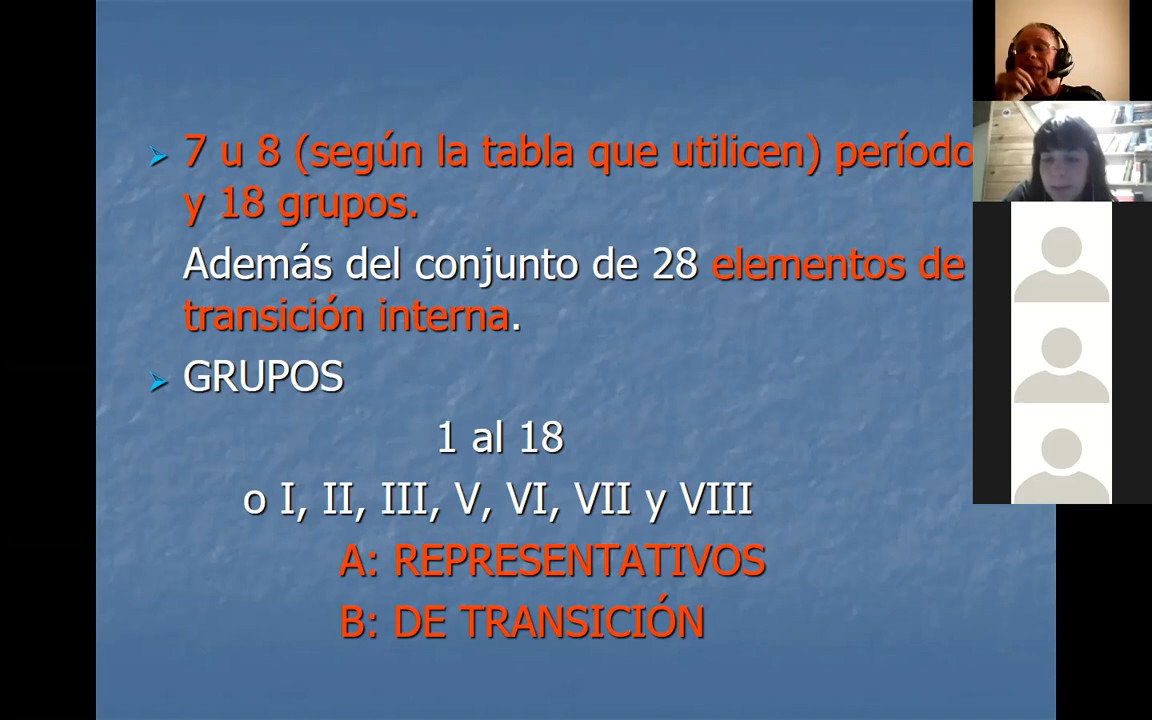 7 u 8 (según la tabla que utilicen) período
y 18 grupos.
Además del conjunto de 28 elementos de
transición interna.
GRUPOS
1 al 18
o I, II, III, V, VI, VII y VIII
A: REPRESENTATIVOS
B: DE TRANSICIÓN